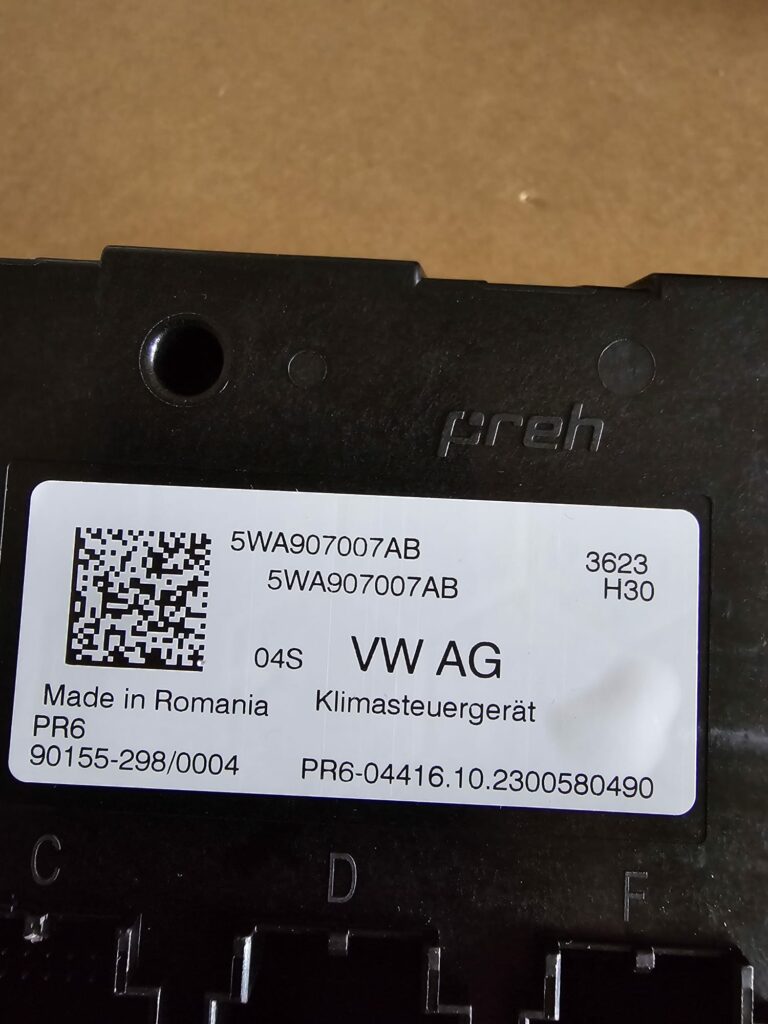 preh
5WA907007AB
5WA907007AB
3623
H30
04S VW AG
Made in Romania Klimasteuergerät
PR6
90155-298/0004 PR6-04416.10.2300580490
C D F